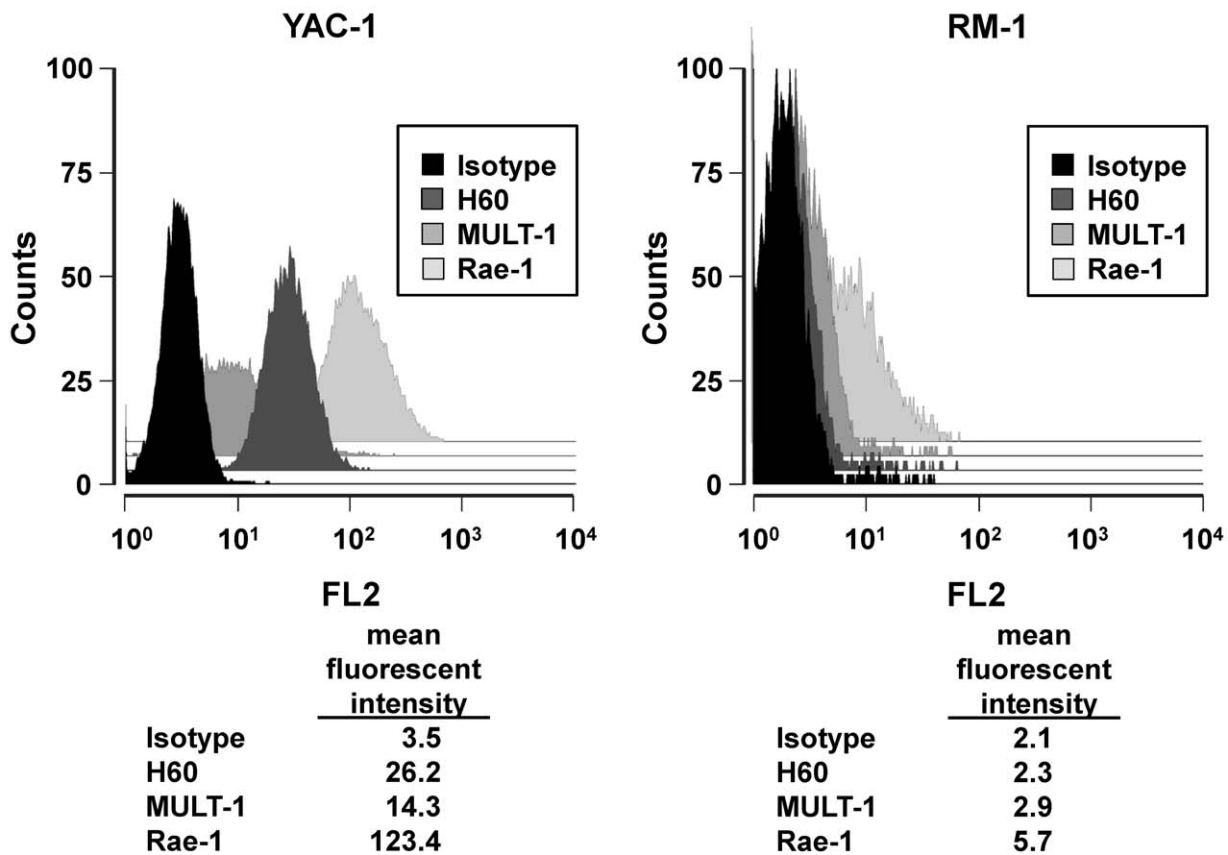 YAC-1
100
75
50
25
0
Counts
Isotype
H60
MULT-1
Rae-1
10⁰ 10¹ 10² 10³ 10⁴
FL2
mean
fluorescent
intensity
Isotype 3.5
H60 26.2
MULT-1 14.3
Rae-1 123.4
RM-1
100
75
50
25
0
Counts
Isotype
H60
MULT-1
Rae-1
10⁰ 10¹ 10² 10³ 10⁴
FL2
mean
fluorescent
intensity
Isotype 2.1
H60 2.3
MULT-1 2.9
Rae-1 5.7